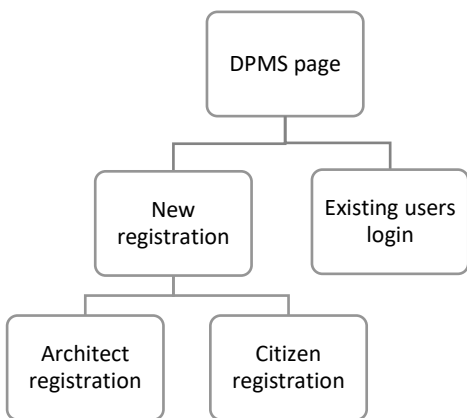 DPMS page
New
registration
Existing users
login
Architect
registration
Citizen
registration